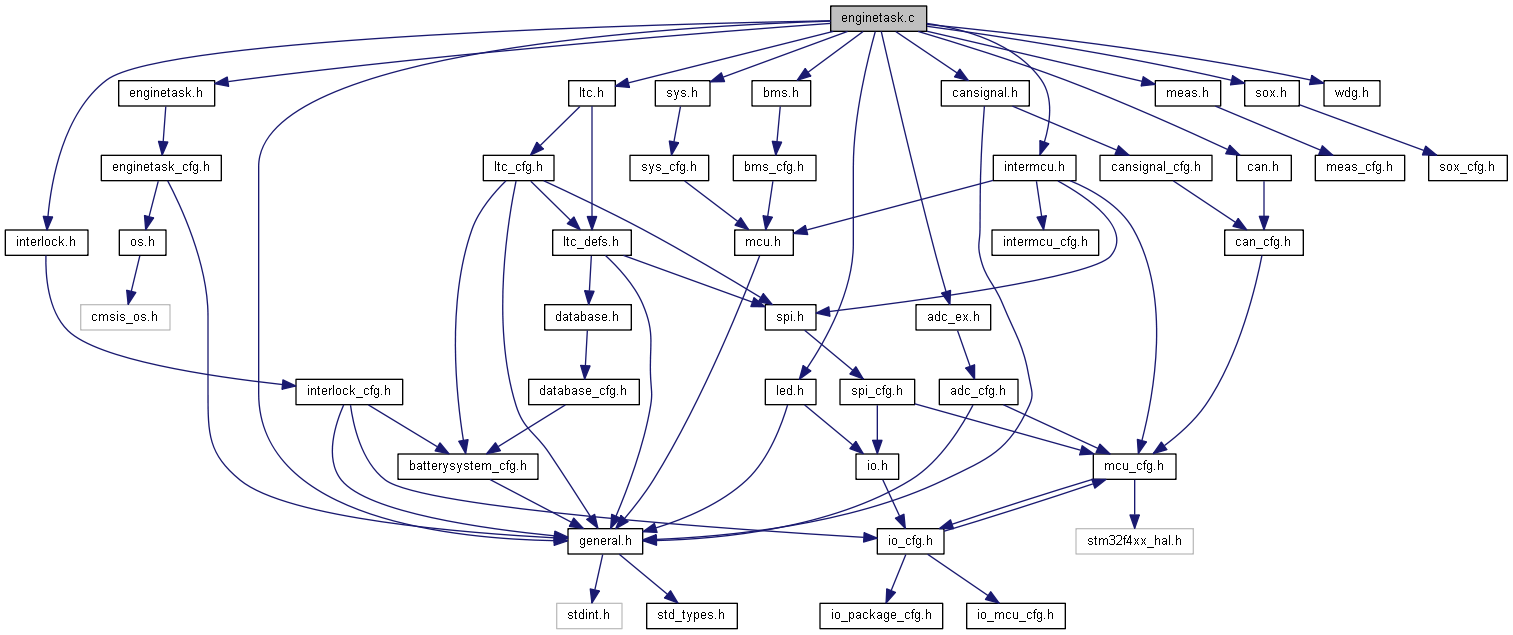 enginetask.c
enginetask.h
ltc.h
sys.h
bms.h
cansignal.h
meas.h
sox.h
wdg.h
enginetask_cfg.h
ltc_cfg.h
sys_cfg.h
bms_cfg.h
intermcu.h
cansignal_cfg.h
can.h
meas_cfg.h
sox_cfg.h
interlock.h
os.h
ltc_defs.h
mcu.h
intermcu_cfg.h
can_cfg.h
cmsis_os.h
database.h
spi.h
adc_ex.h
interlock_cfg.h
database_cfg.h
led.h
spi_cfg.h
adc_cfg.h
batterysystem_cfg.h
io.h
mcu_cfg.h
general.h
io_cfg.h
stm32f4xx_hal.h
stdint.h
std_types.h
io_package_cfg.h
io_mcu_cfg.h